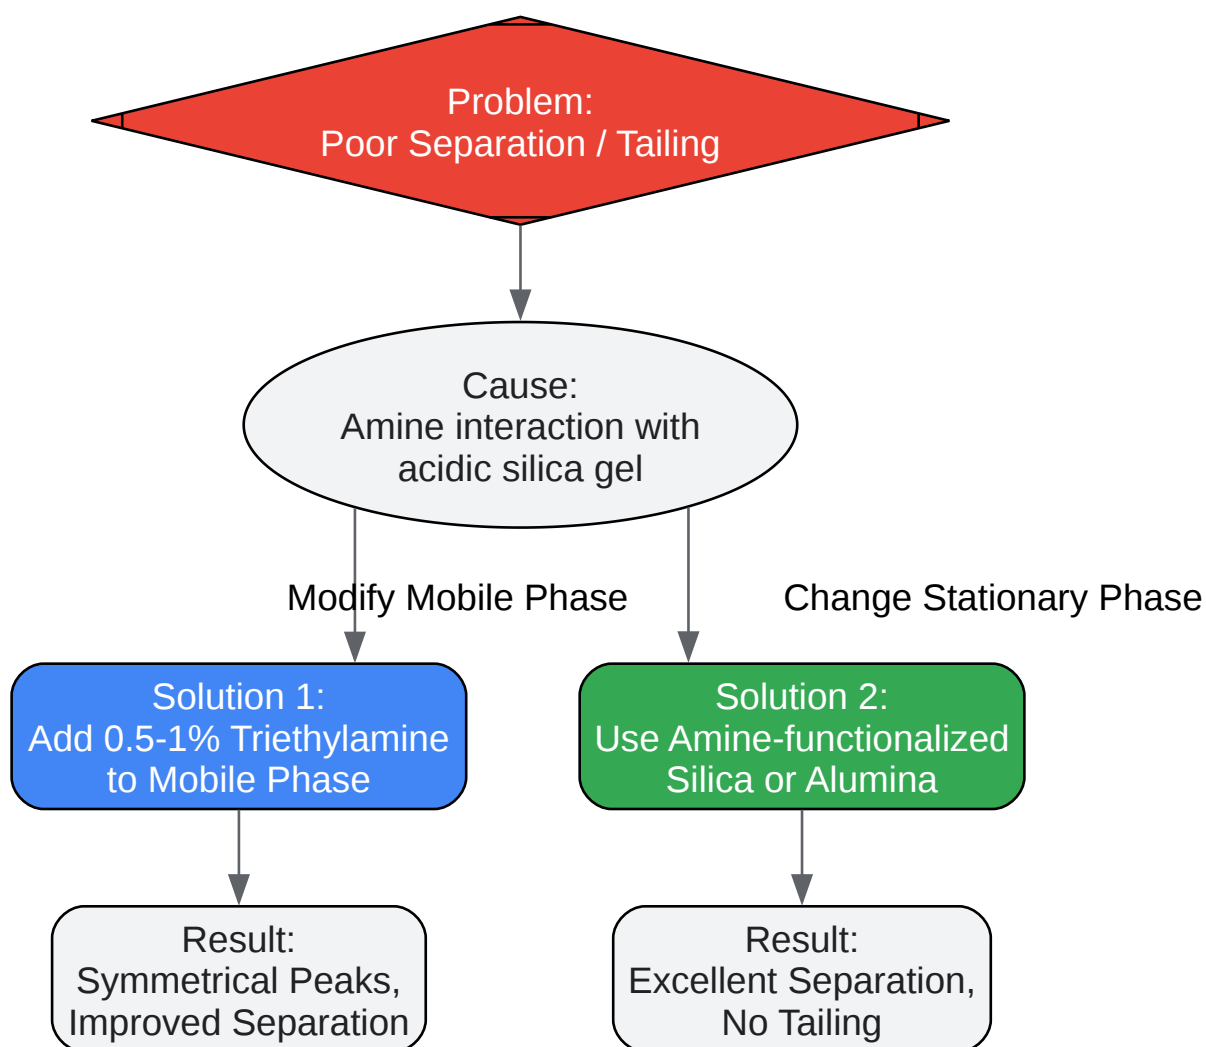 Problem:
Poor Separation / Tailing
Cause:
Amine interaction with
acidic silica gel
Modify Mobile Phase
Change Stationary Phase
Solution 1:
Add 0.5-1% Triethylamine
to Mobile Phase
Solution 2:
Use Amine-functionalized
Silica or Alumina
Result:
Symmetrical Peaks,
Improved Separation
Result:
Excellent Separation,
No Tailing